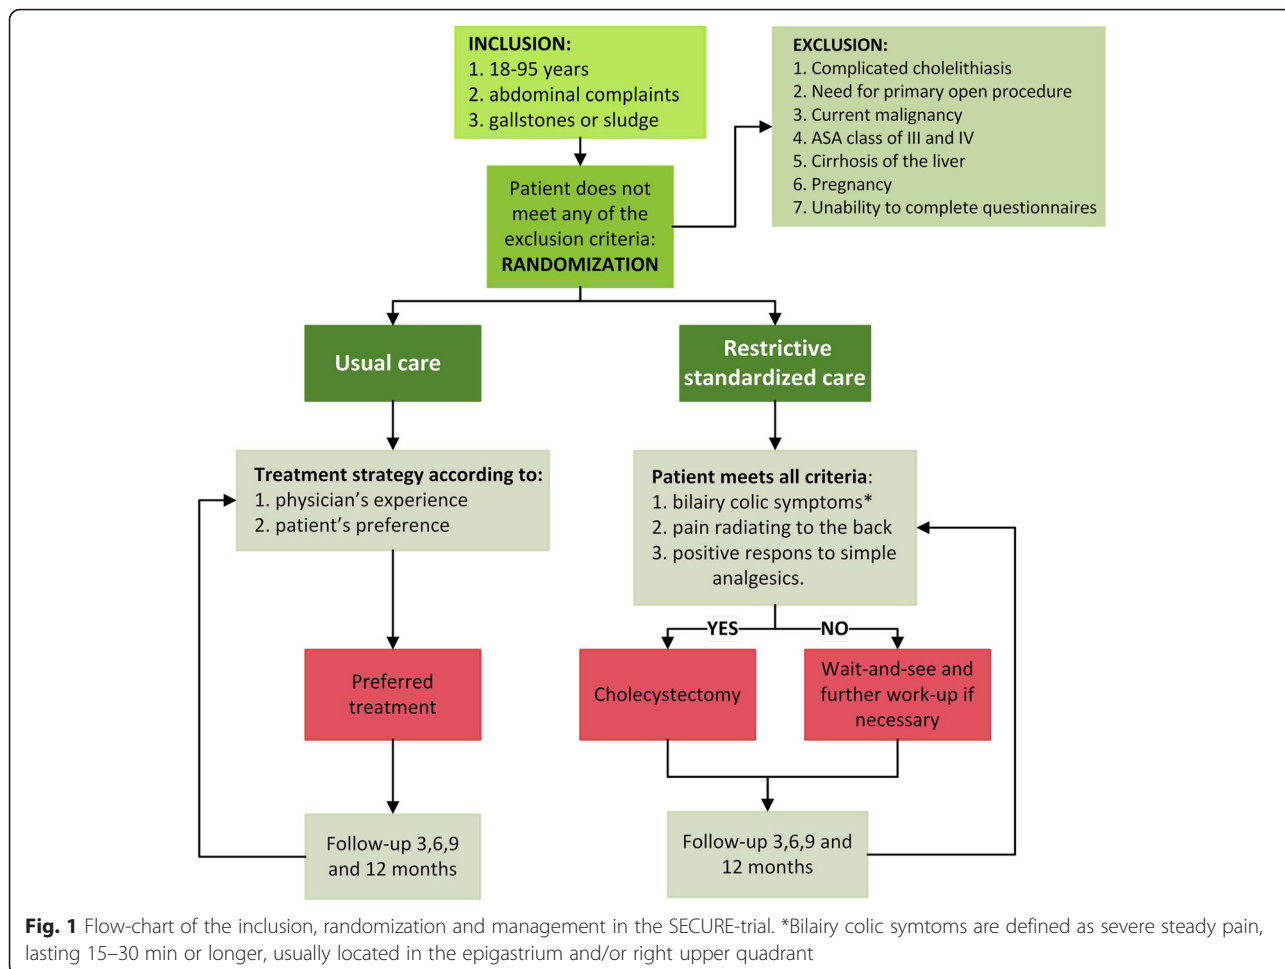 INCLUSION:
1. 18-95 years
2. abdominal complaints
3. gallstones or sludge
EXCLUSION:
1. Complicated cholelithiasis
2. Need for primary open procedure
3. Current malignancy
4. ASA class of III and IV
5. Cirrhosis of the liver
6. Pregnancy
7. Unability to complete questionnaires
Patient does not
meet any of the
exclusion criteria:
RANDOMIZATION
Usual care
Restrictive
standardized care
Treatment strategy according to:
1. physician's experience
2. patient's preference
Patient meets all criteria:
1. bilairy colic symptoms*
2. pain radiating to the back
3. positive respons to simple
analgesics.
YES
NO
Preferred
treatment
Cholecystectomy
Wait-and-see and
further work-up if
necessary
Follow-up 3,6,9
and 12 months
Follow-up 3,6,9 and
12 months
Fig. 1 Flow-chart of the inclusion, randomization and management in the SECURE-trial. *Bilairy colic symtoms are defined as severe steady pain,
lasting 15–30 min or longer, usually located in the epigastrium and/or right upper quadrant